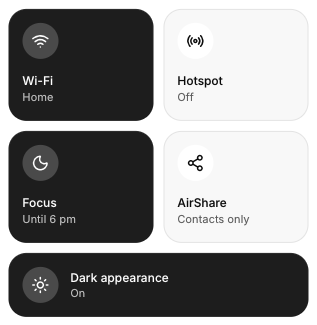 Wi-Fi
Home
Hotspot
Off
Focus
Until 6 pm
AirShare
Contacts only
Dark appearance
On